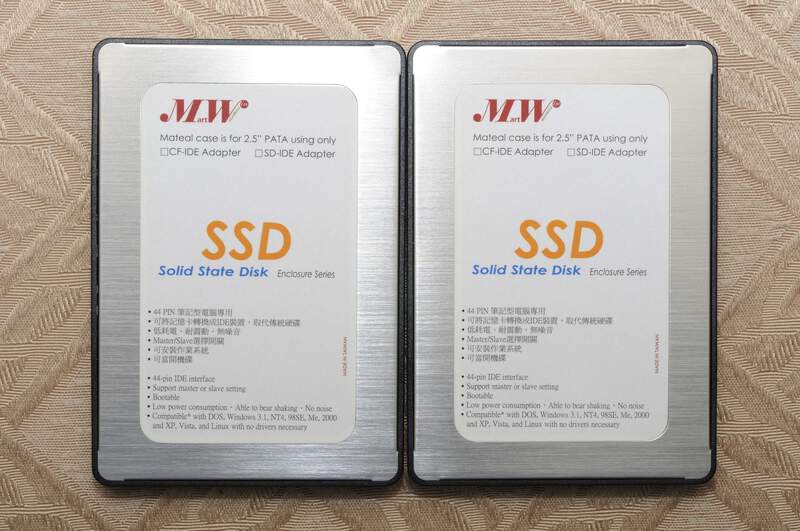 MartW™
Mateal case is for 2.5" PATA using only
□CF-IDE Adapter □SD-IDE Adapter
SSD
Solid State Disk Enclosure Series
• 44 PIN 筆記型電腦專用
• 可將記憶卡轉換成IDE裝置，取代傳統硬碟
• 低耗電、耐震動、無噪音
• Master/Slave選擇開關
• 可安裝作業系統
• 可當開機碟
MADE IN TAIWAN
• 44-pin IDE interface
• Support master or slave setting
• Bootable
• Low power consumption，Able to bear shaking，No noise
• Compatible* with DOS, Windows 3.1, NT4, 98SE, Me, 2000
and XP, Vista, and Linux with no drivers necessary
MartW™
Mateal case is for 2.5" PATA using only
□CF-IDE Adapter □SD-IDE Adapter
SSD
Solid State Disk Enclosure Series
• 44 PIN 筆記型電腦專用
• 可將記憶卡轉換成IDE裝置，取代傳統硬碟
• 低耗電、耐震動、無噪音
• Master/Slave選擇開關
• 可安裝作業系統
• 可當開機碟
MADE IN TAIWAN
• 44-pin IDE interface
• Support master or slave setting
• Bootable
• Low power consumption，Able to bear shaking，No noise
• Compatible* with DOS, Windows 3.1, NT4, 98SE, Me, 2000
and XP, Vista, and Linux with no drivers necessary